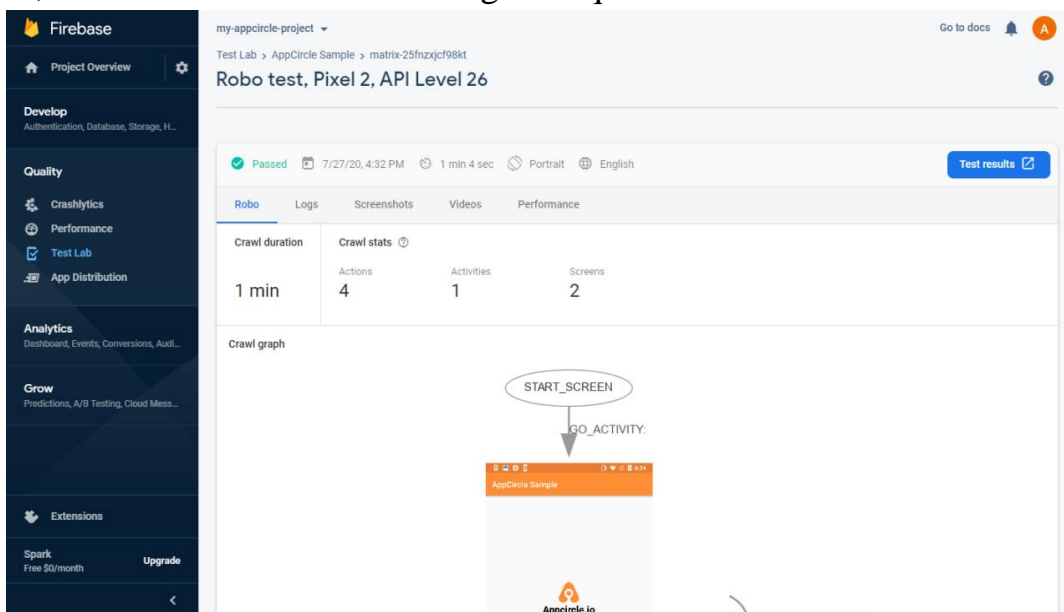 Firebase
my-appcircle-project
Go to docs
A
Project Overview
Test Lab > AppCircle Sample > matrix-25fnzxjcf98kt
Robo test, Pixel 2, API Level 26
Develop
Authentication, Database, Storage, H...
Quality
Crashlytics
Performance
Test Lab
App Distribution
Analytics
Dashboard, Events, Conversions, Audi...
Grow
Predictions, A/B Testing, Cloud Mess...
Extensions
Spark
Free $0/month
Upgrade
Passed 7/27/20, 4:32 PM 1 min 4 sec Portrait English
Test results
Robo Logs Screenshots Videos Performance
Crawl duration Crawl stats
Actions Activities Screens
1 min 4 1 2
Crawl graph
START_SCREEN
GO_ACTIVITY:
AppCircle Sample
Appcircle.io